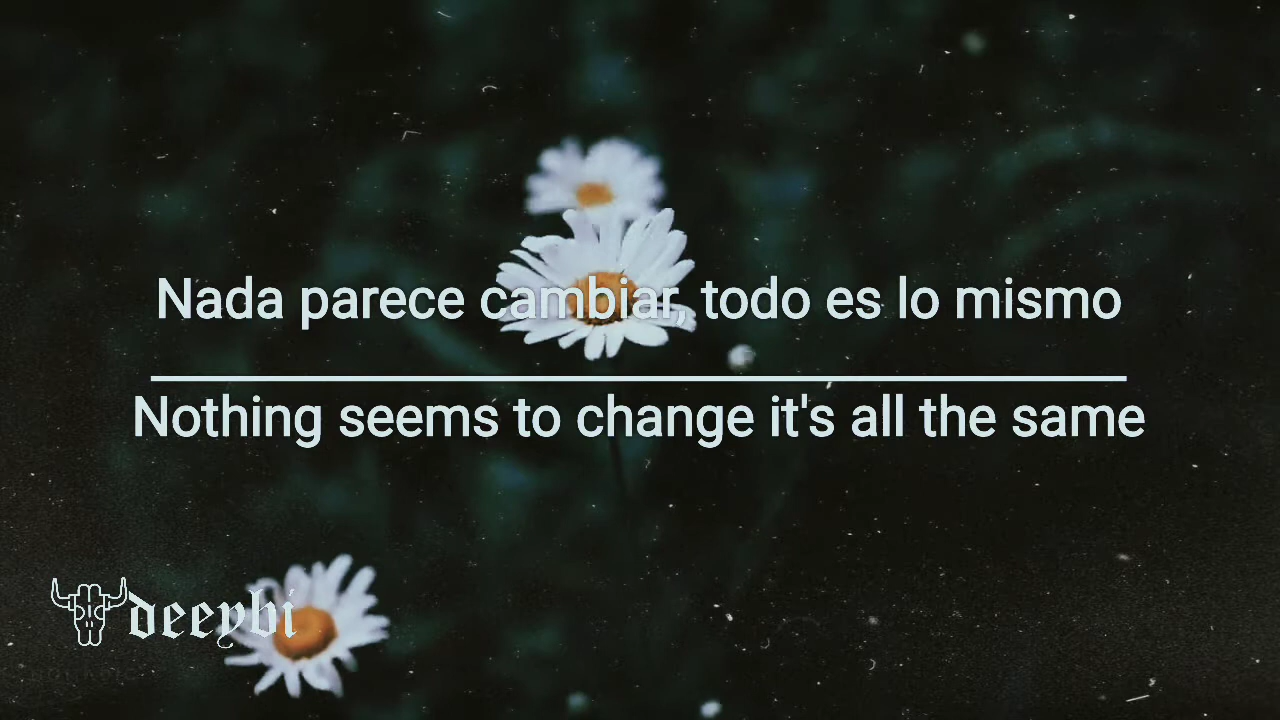 Nada parece cambiar, todo es lo mismo
Nothing seems to change it's all the same
deeybi